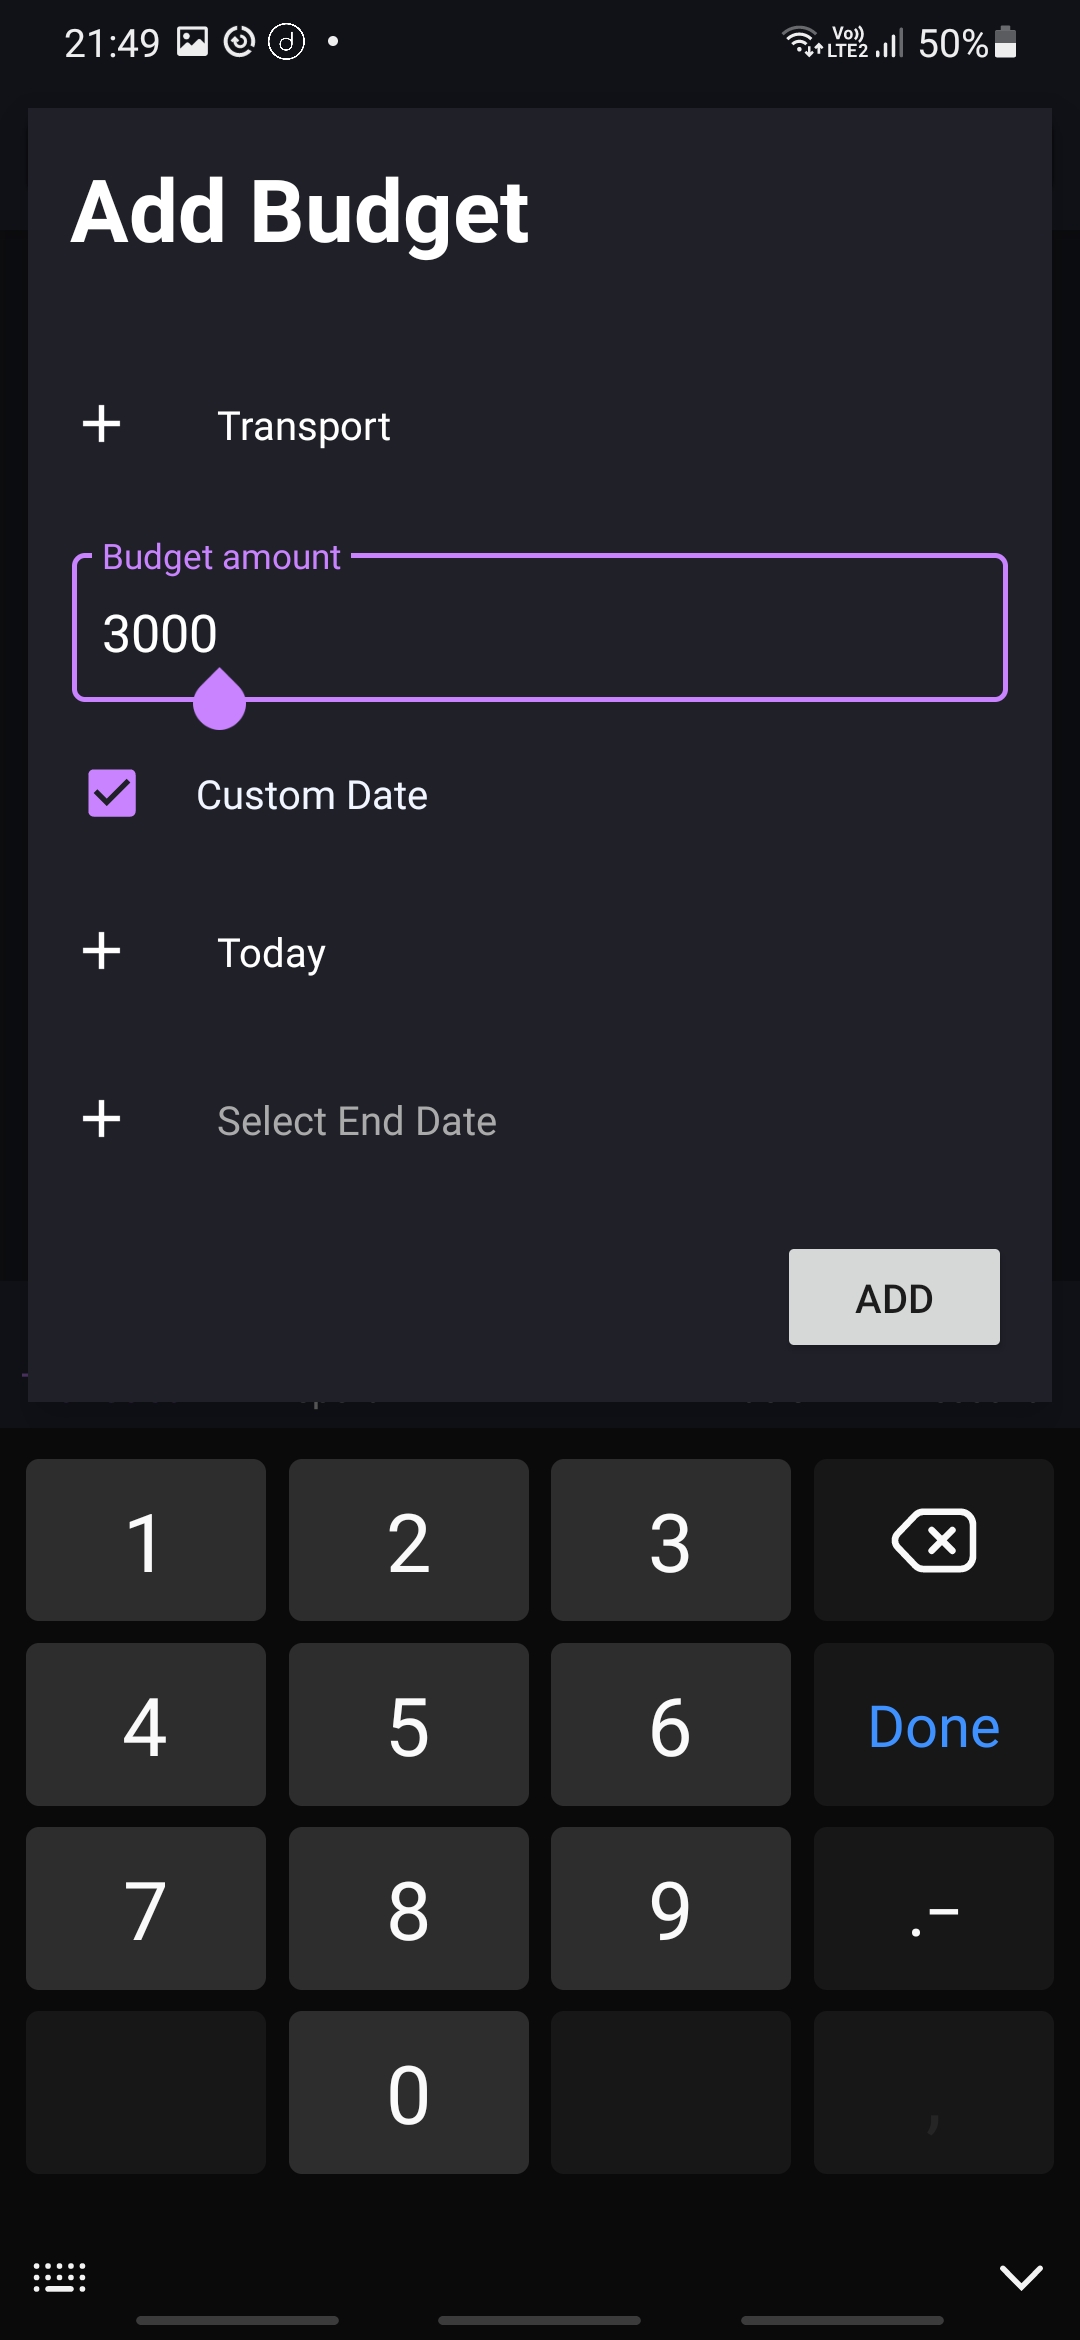 21:49 d Vo)) LTE2 50%
Add Budget
Transport
Budget amount
3000
Custom Date
Today
Select End Date
ADD
1 2 3
4 5 6 Done
7 8 9 .-
0 ,